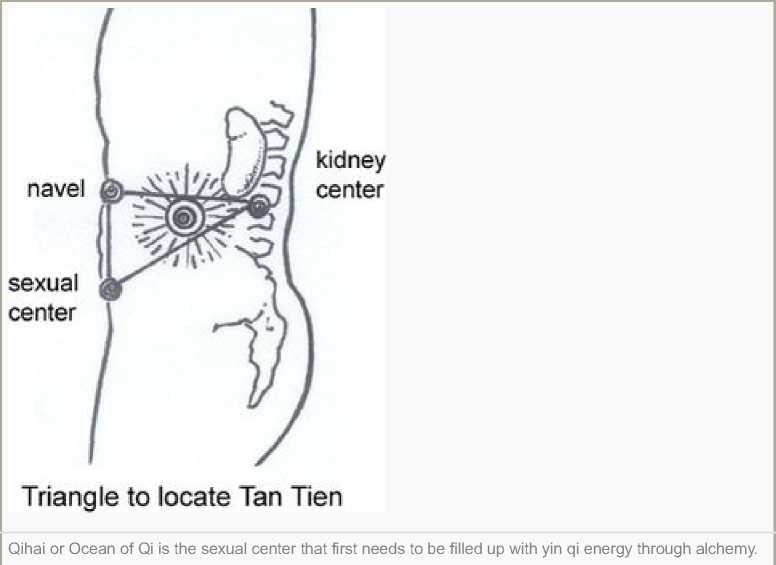 navel
kidney
center
sexual
center
Triangle to locate Tan Tien
Qihai or Ocean of Qi is the sexual center that first needs to be filled up with yin qi energy through alchemy.